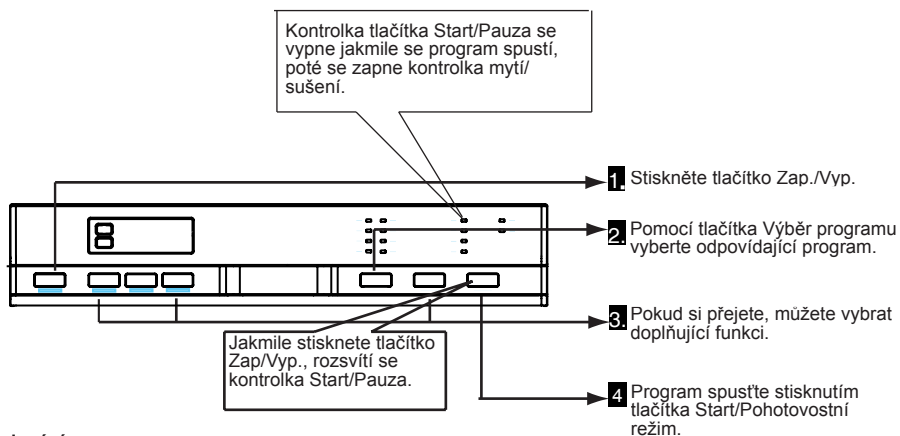 Kontrolka tlačítka Start/Pauza se
vypne jakmile se program spustí,
poté se zapne kontrolka mytí/
sušení.
1. Stiskněte tlačítko Zap./Vyp.
2. Pomocí tlačítka Výběr programu
vyberte odpovídající program.
3. Pokud si přejete, můžete vybrat
doplňující funkci.
Jakmile stisknete tlačítko
Zap/Vyp., rozsvítí se
kontrolka Start/Pauza.
4 Program spusťte stisknutím
tlačítka Start/Pohotovostní
režim.